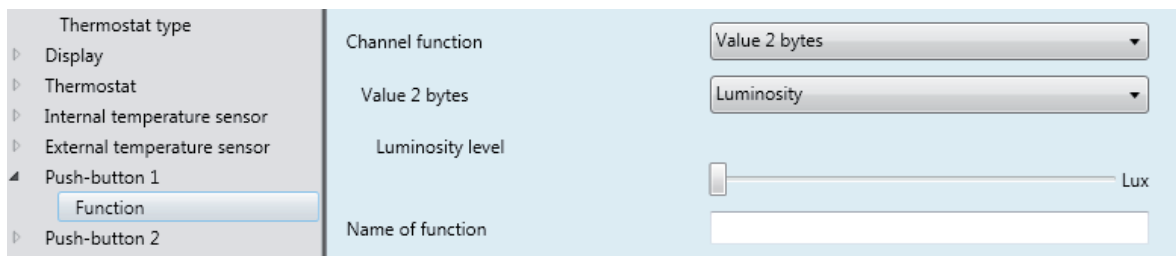 Thermostat type
Display
Thermostat
Internal temperature sensor
External temperature sensor
Push-button 1
Function
Push-button 2
Channel function
Value 2 bytes
Value 2 bytes
Luminosity
Luminosity level
Lux
Name of function